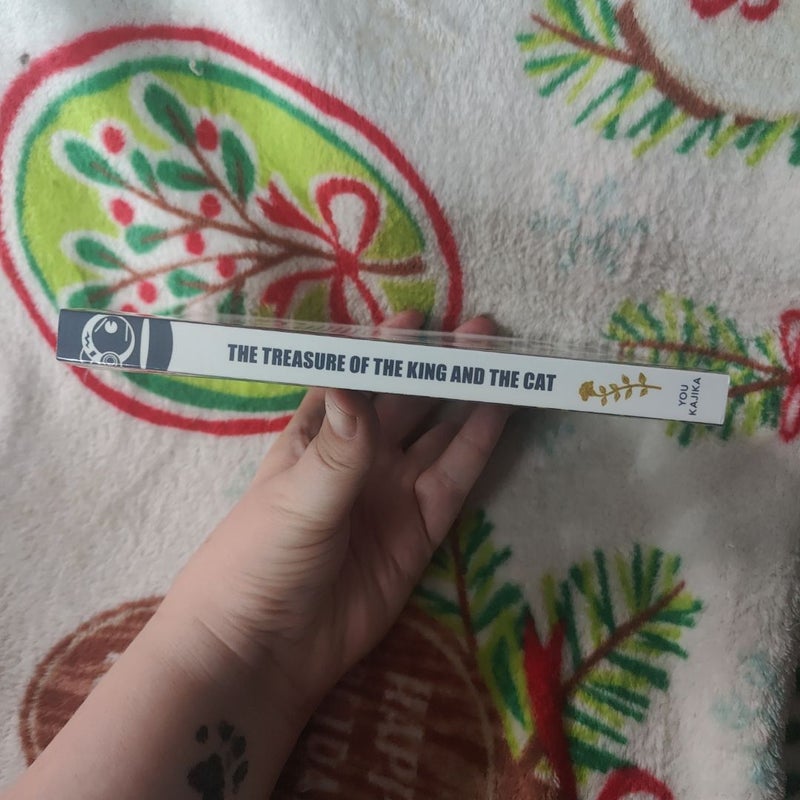 THE TREASURE OF THE KING AND THE CAT
YOU
KAJIKA